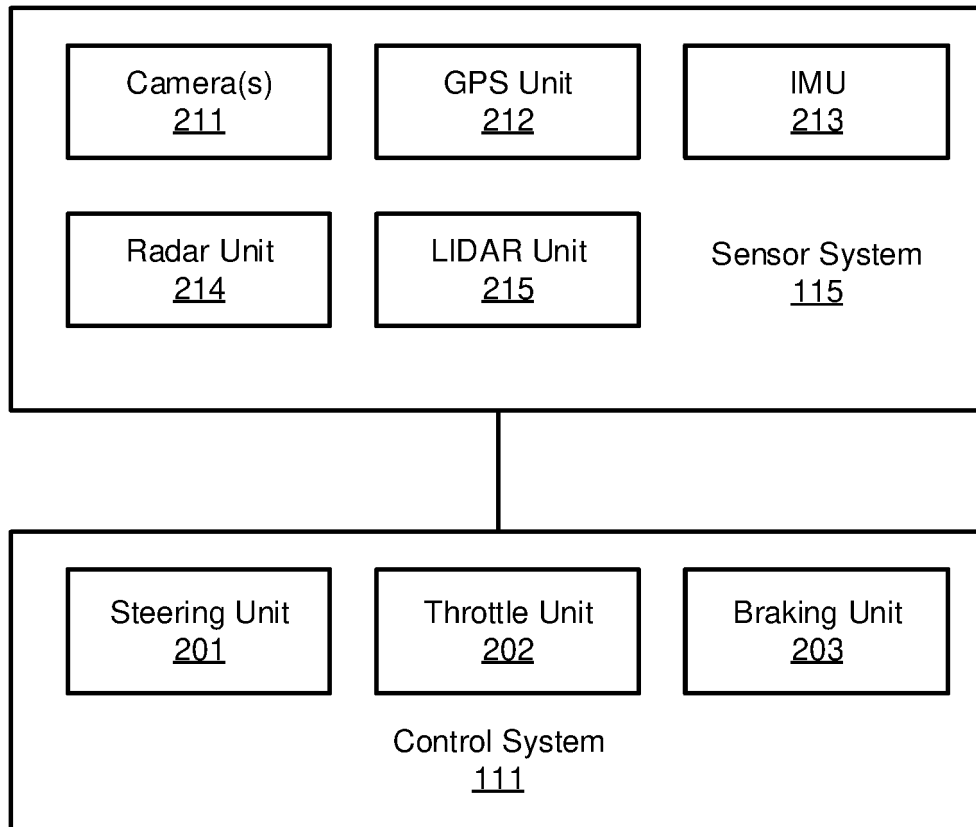 Camera(s)
211
GPS Unit
212
IMU
213
Radar Unit
214
LIDAR Unit
215
Sensor System
115
Steering Unit
201
Throttle Unit
202
Braking Unit
203
Control System
111